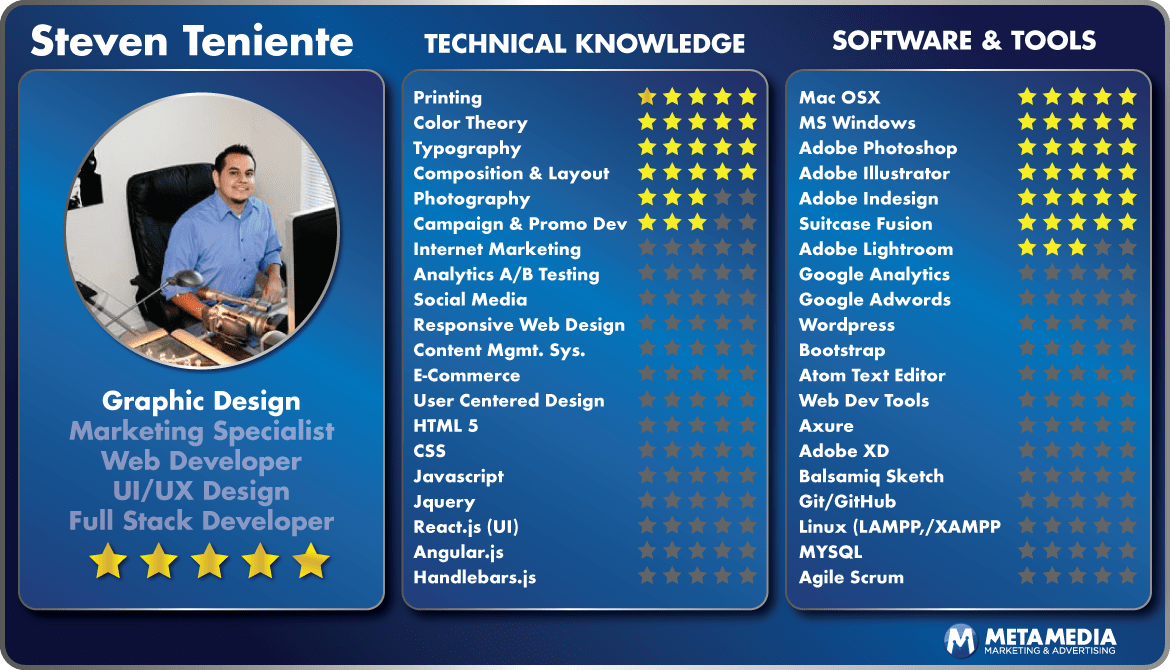 Steven Teniente
Graphic Design
Marketing Specialist
Web Developer
UI/UX Design
Full Stack Developer
TECHNICAL KNOWLEDGE
Printing
Color Theory
Typography
Composition & Layout
Photography
Campaign & Promo Dev
Internet Marketing
Analytics A/B Testing
Social Media
Responsive Web Design
Content Mgmt. Sys.
E-Commerce
User Centered Design
HTML 5
CSS
Javascript
Jquery
React.js (UI)
Angular.js
Handlebars.js
SOFTWARE & TOOLS
Mac OSX
MS Windows
Adobe Photoshop
Adobe Illustrator
Adobe Indesign
Suitcase Fusion
Adobe Lightroom
Google Analytics
Google Adwords
Wordpress
Bootstrap
Atom Text Editor
Web Dev Tools
Axure
Adobe XD
Balsamiq Sketch
Git/GitHub
Linux (LAMPP,/XAMPP
MYSQL
Agile Scrum
M METAMEDIA
MARKETING & ADVERTISING